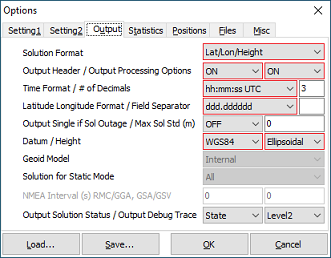 Options
Setting1 Setting2 Output Statistics Positions Files Misc
Solution Format Lat/Lon/Height
Output Header / Output Processing Options ON ON
Time Format / # of Decimals hh:mm:ss UTC 3
Latitude Longitude Format / Field Separator ddd.dddddd
Output Single if Sol Outage / Max Sol Std (m) OFF 0
Datum / Height WGS84 Ellipsoidal
Geoid Model Internal
Solution for Static Mode All
NMEA Interval (s) RMC/GGA, GSA/GSV 0 0
Output Solution Status / Output Debug Trace State Level2
Load... Save... OK Cancel